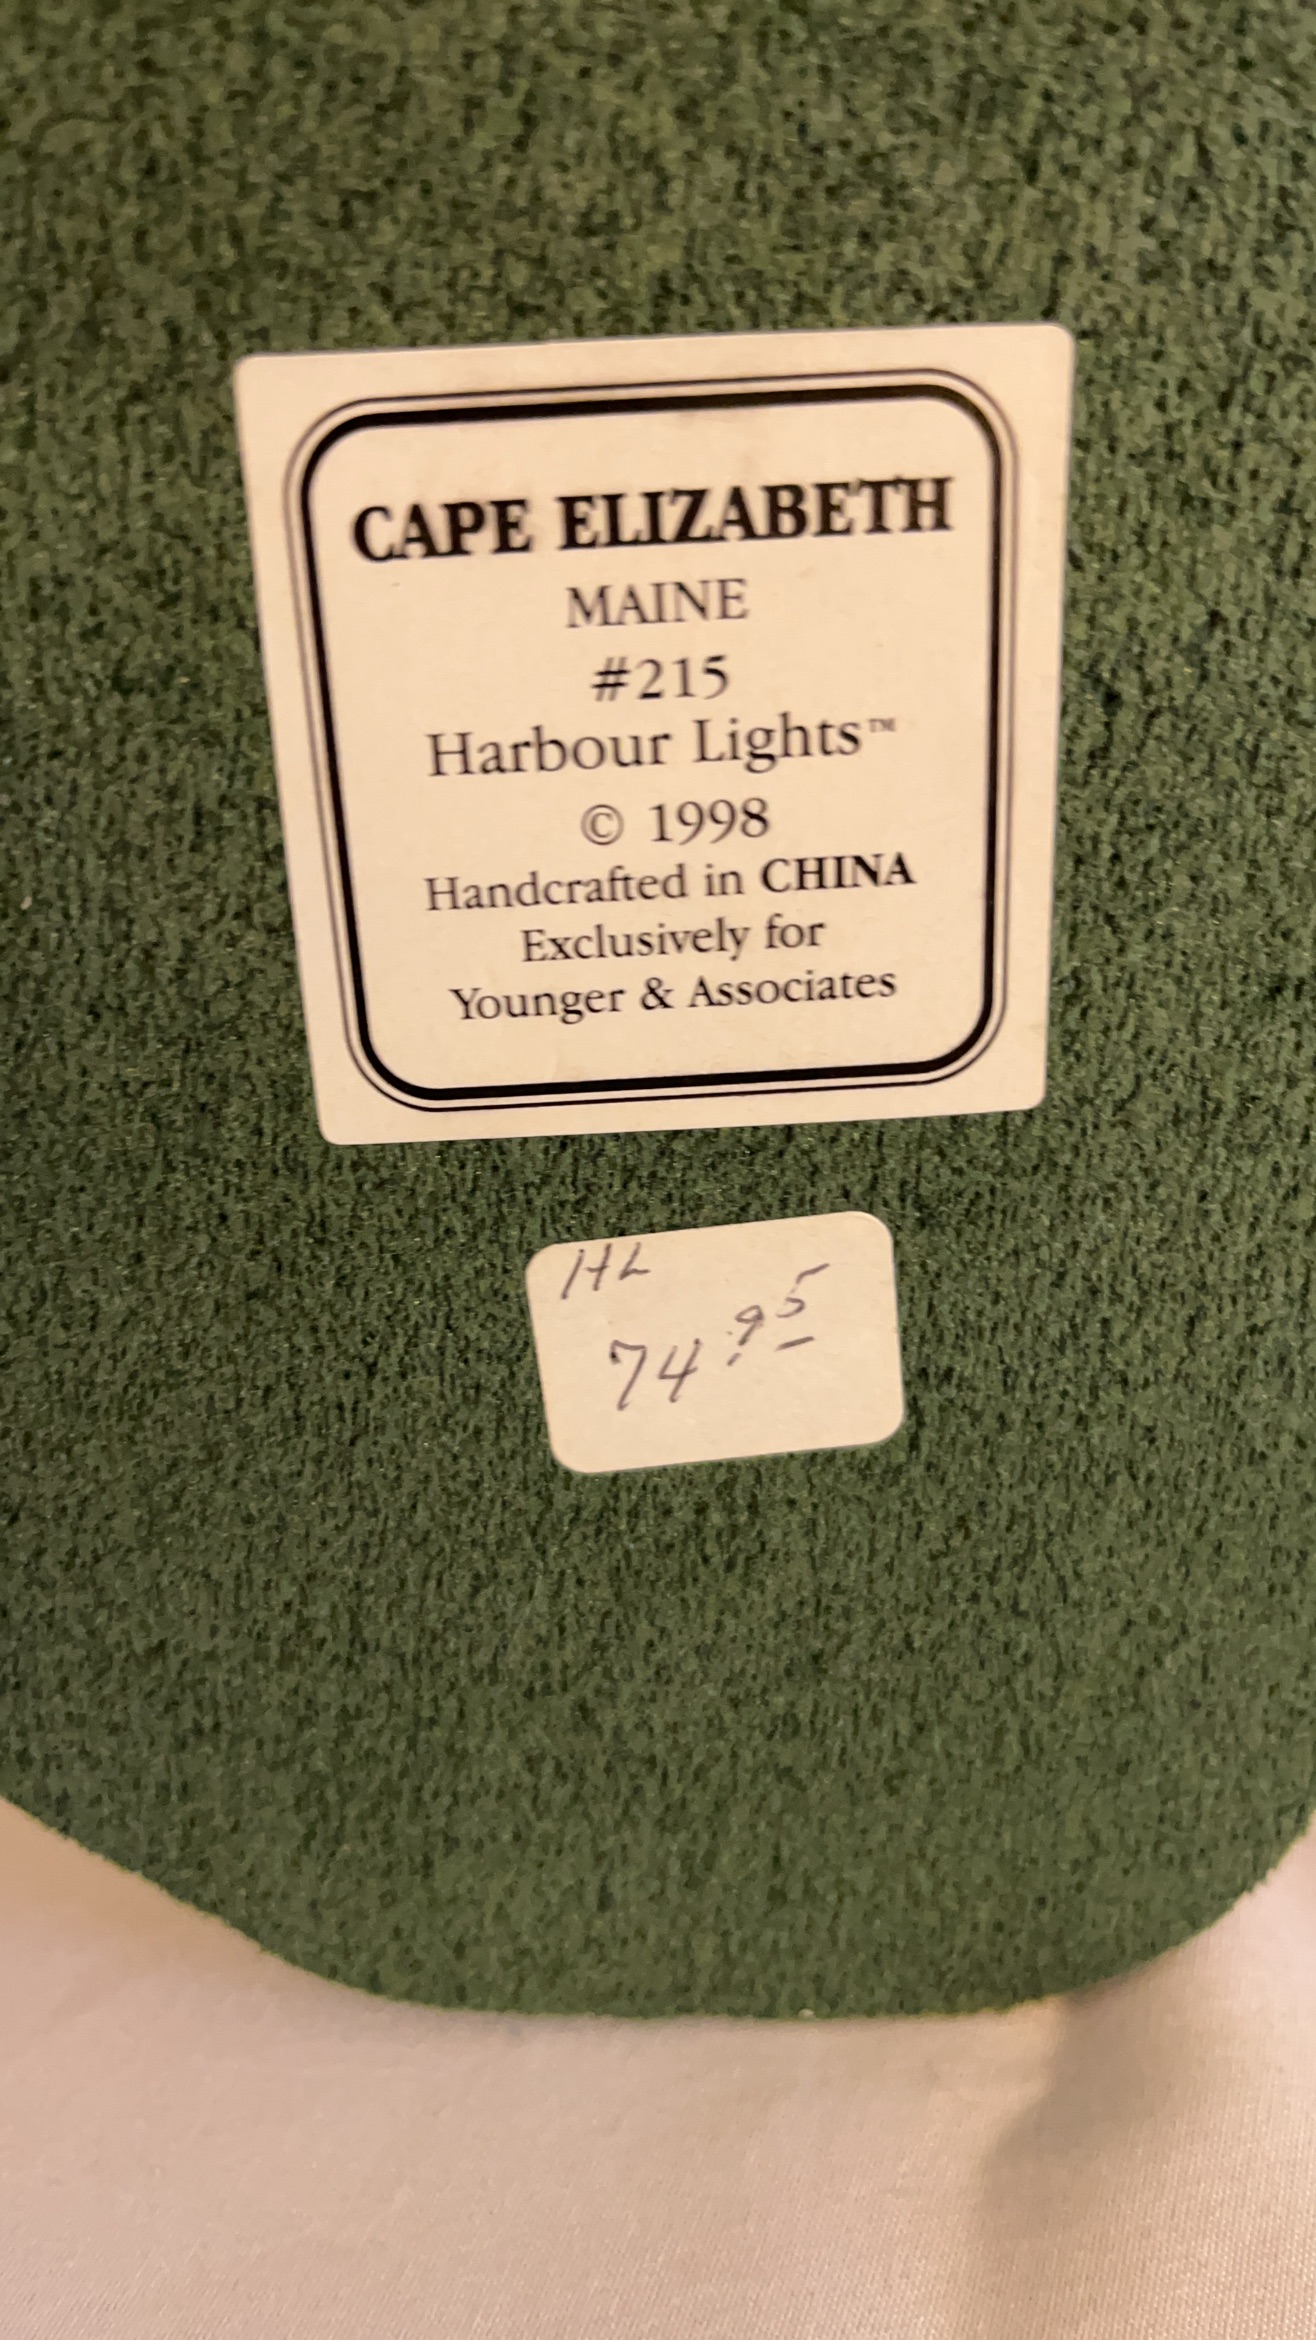 CAPE ELIZABETH
MAINE
#215
Harbour Lights™
© 1998
Handcrafted in CHINA
Exclusively for
Younger & Associates
HL
74.95